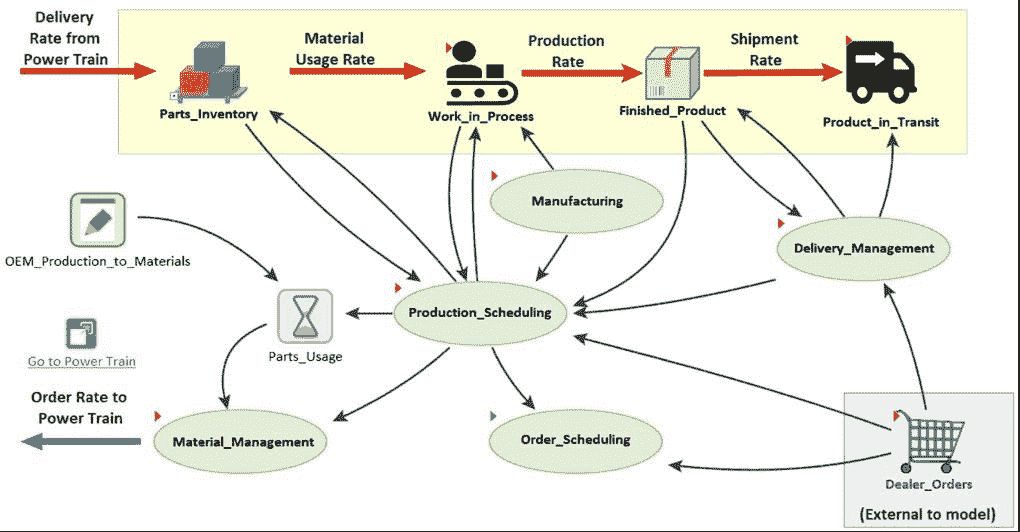 Delivery
Rate from
Power Train
Material
Usage Rate
Production
Rate
Shipment
Rate
Parts_Inventory
Work_in_Process
Finished_Product
Product_in_Transit
Manufacturing
OEM_Production_to_Materials
Delivery_Management
Production_Scheduling
Parts_Usage
Go to Power Train
Order Rate to
Power Train
Material_Management
Order_Scheduling
Dealer_Orders
(External to model)